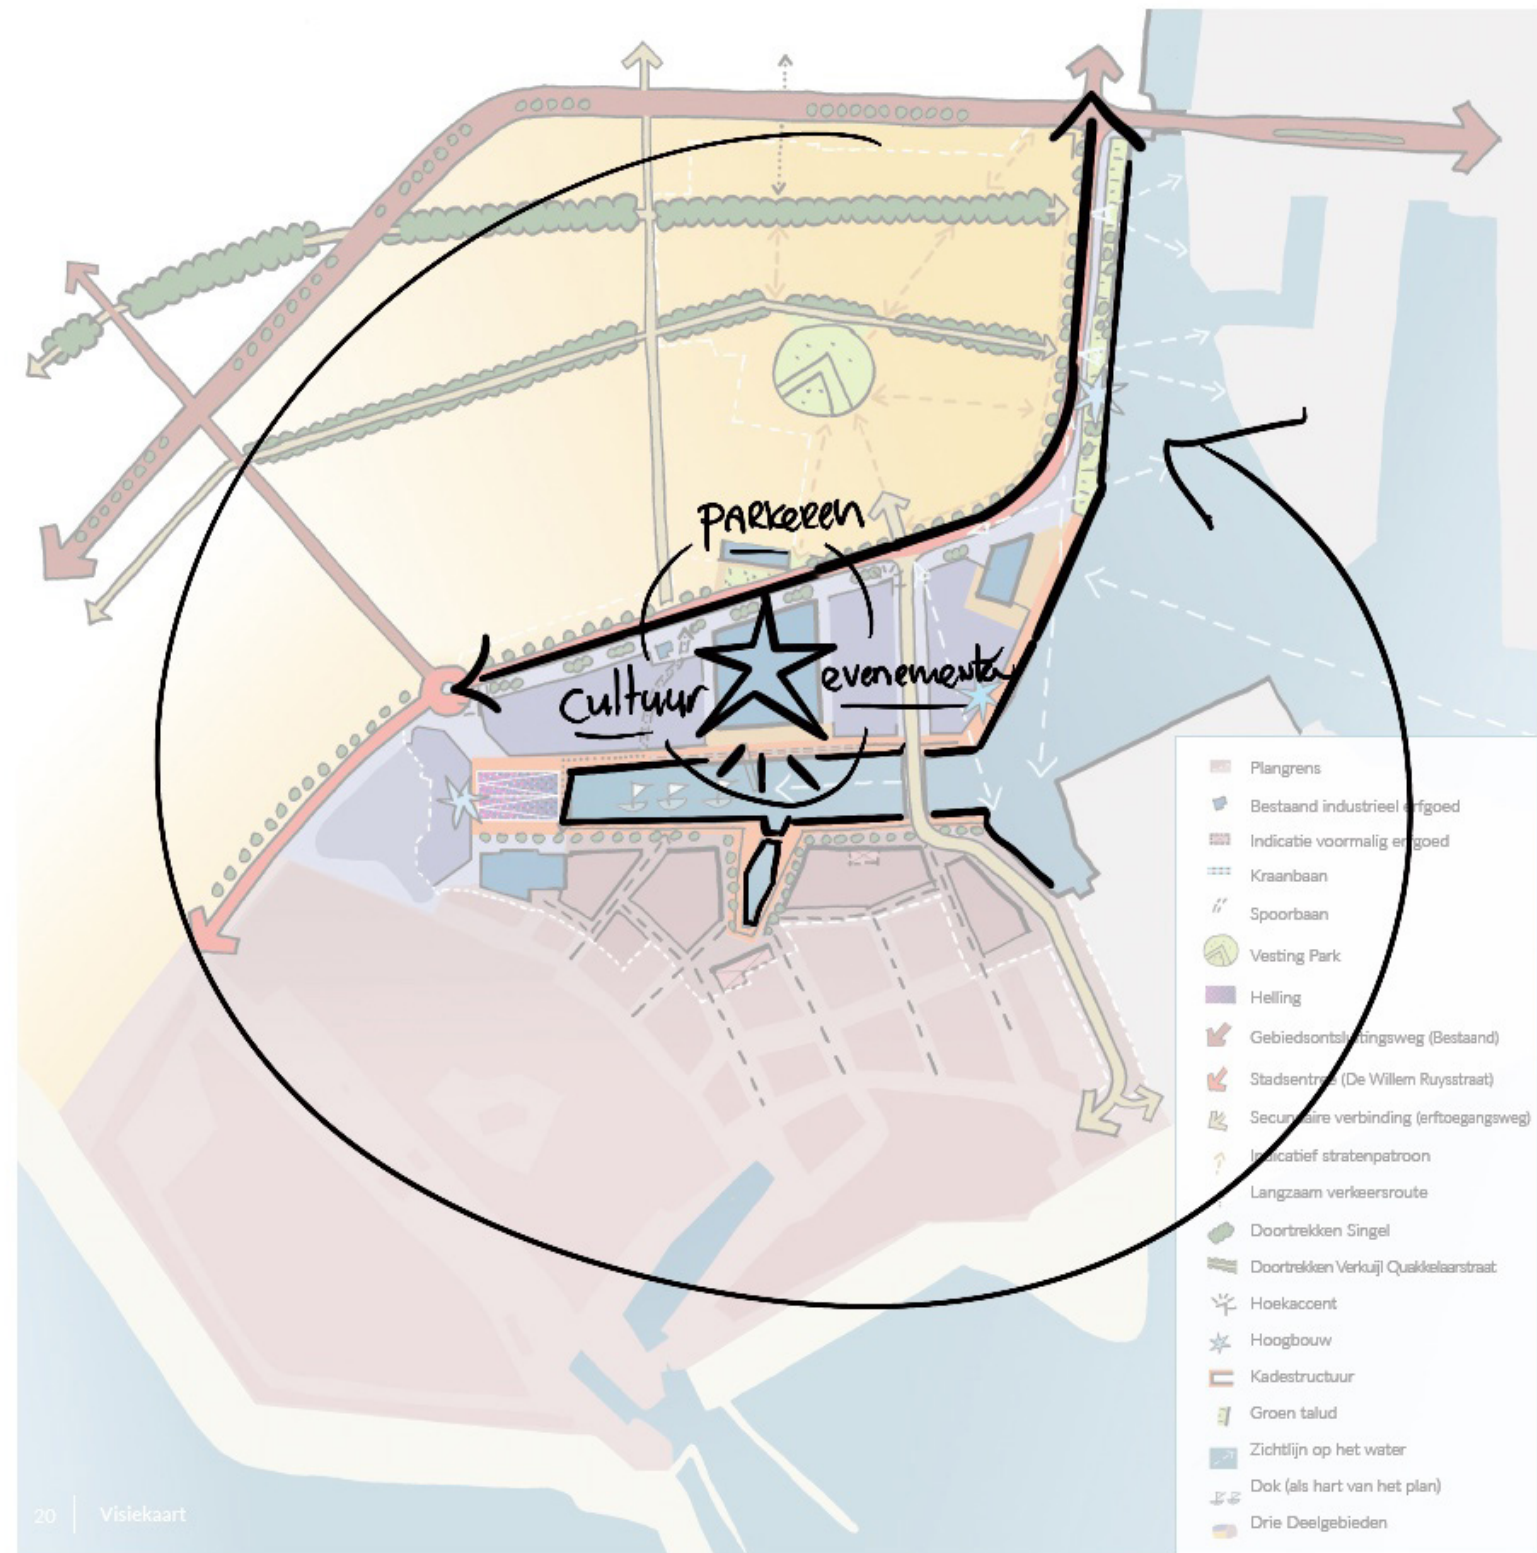 PARKEREN
Cultuur
evenementen
Plangrens
Bestaand industrieel erfgoed
Indicatie voormalig erfgoed
Kraanbaan
Spoorbaan
Vesting Park
Helling
Gebiedsontsluitingsweg (Bestaand)
Stadsentree (De Willem Ruysstraat)
Secundaire verbinding (erftoegangsweg)
Indicatief stratenpatroon
Langzaam verkeersroute
Doortrekken Singel
Doortrekken Verkuijl Quakkelaarstraat
Hoekaccent
Hoogbouw
Kadestructuur
Groen talud
Zichtlijn op het water
Dok (als hart van het plan)
Drie Deelgebieden
20 | Visiekaart